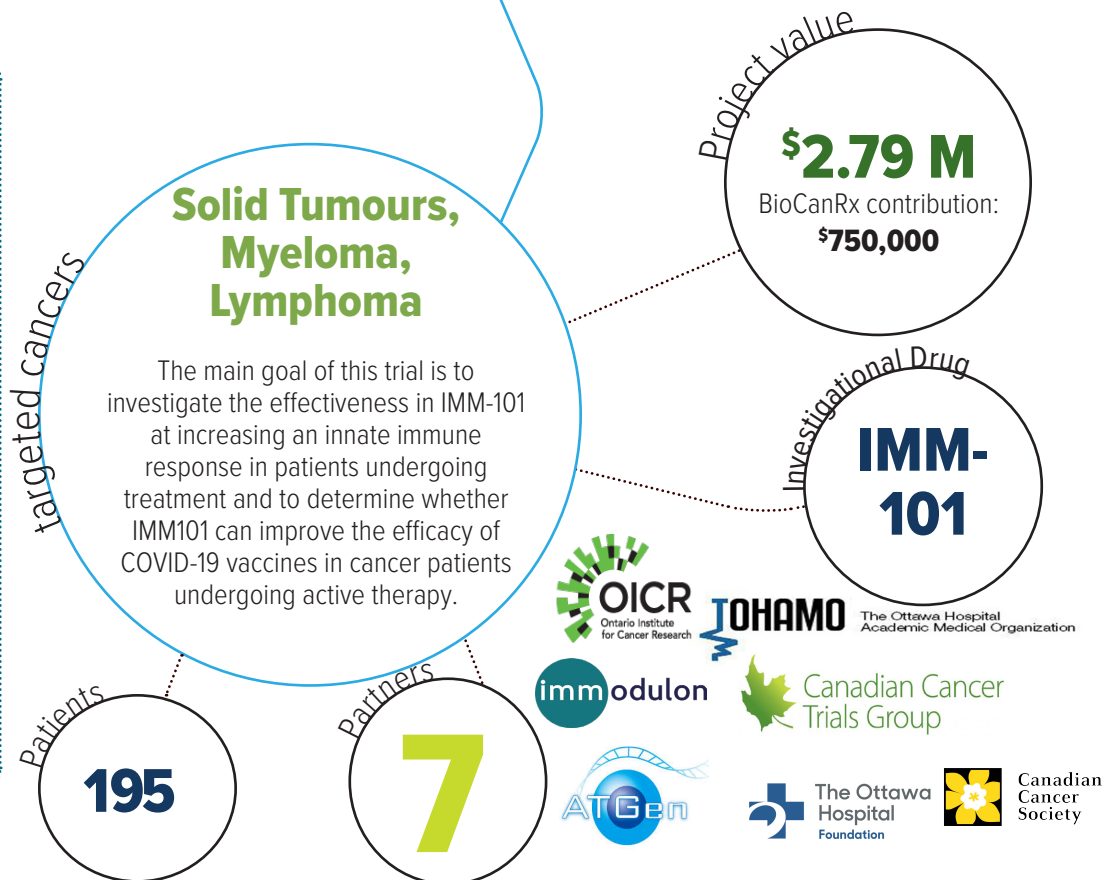 Project value
$2.79 M
BioCanRx contribution:
$750,000
targeted cancers
Solid Tumours,
Myeloma,
Lymphoma
The main goal of this trial is to
investigate the effectiveness in IMM-101
at increasing an innate immune
response in patients undergoing
treatment and to determine whether
IMM101 can improve the efficacy of
COVID-19 vaccines in cancer patients
undergoing active therapy.
Investigational Drug
IMM-
101
Patients
195
Partners
7
OICR
Ontario Institute
for Cancer Research
TOHAMO
The Ottawa Hospital
Academic Medical Organization
immodulon
Canadian Cancer
Trials Group
ATGen
The Ottawa
Hospital
Foundation
Canadian
Cancer
Society